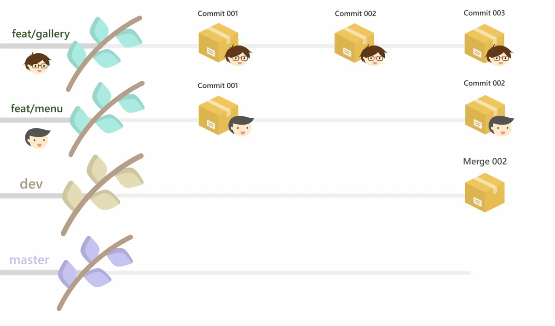 Commit 001
Commit 002
Commit 003
feat/gallery
Commit 001
Commit 002
feat/menu
Merge 002
dev
master